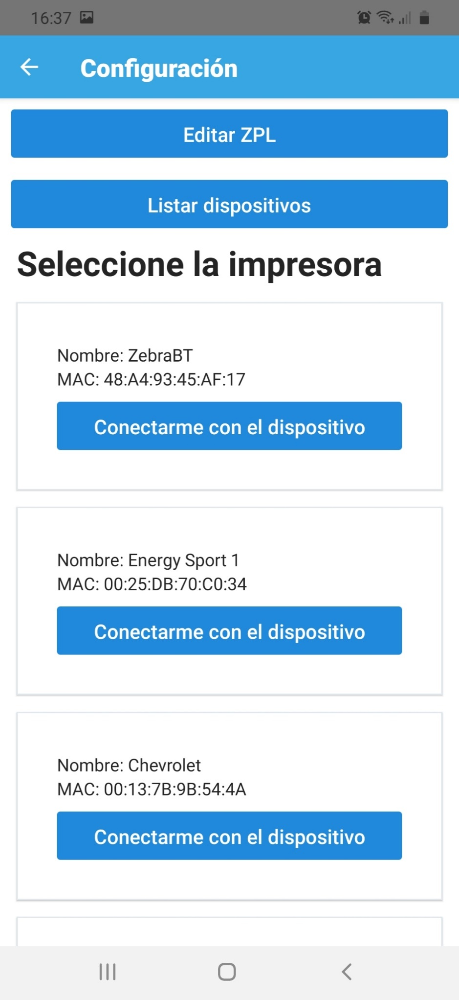 16:37
Configuración
Editar ZPL
Listar dispositivos
Seleccione la impresora
Nombre: ZebraBT
MAC: 48:A4:93:45:AF:17
Conectarme con el dispositivo
Nombre: Energy Sport 1
MAC: 00:25:DB:70:C0:34
Conectarme con el dispositivo
Nombre: Chevrolet
MAC: 00:13:7B:9B:54:4A
Conectarme con el dispositivo